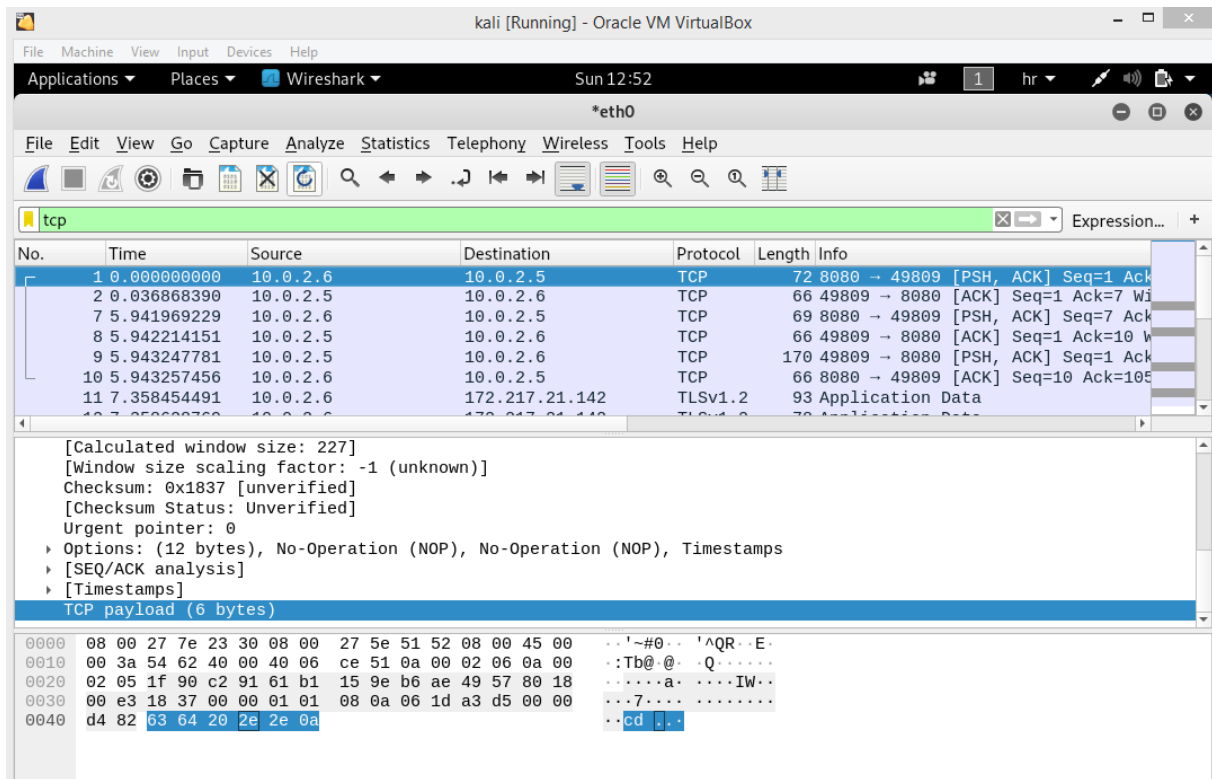 kali [Running] - Oracle VM VirtualBox
File Machine View Input Devices Help
Applications Places Wireshark Sun 12:52 1 hr
*eth0
File Edit View Go Capture Analyze Statistics Telephony Wireless Tools Help
tcp Expression... +
No. Time Source Destination Protocol Length Info
1 0.000000000 10.0.2.6 10.0.2.5 TCP 72 8080 → 49809 [PSH, ACK] Seq=1 Ack
2 0.036868390 10.0.2.5 10.0.2.6 TCP 66 49809 → 8080 [ACK] Seq=1 Ack=7 Wi
7 5.941969229 10.0.2.6 10.0.2.5 TCP 69 8080 → 49809 [PSH, ACK] Seq=7 Ack
8 5.942214151 10.0.2.5 10.0.2.6 TCP 66 49809 → 8080 [ACK] Seq=1 Ack=10 W
9 5.943247781 10.0.2.5 10.0.2.6 TCP 170 49809 → 8080 [PSH, ACK] Seq=1 Ack
10 5.943257456 10.0.2.6 10.0.2.5 TCP 66 8080 → 49809 [ACK] Seq=10 Ack=105
11 7.358454491 10.0.2.6 172.217.21.142 TLSv1.2 93 Application Data
[Calculated window size: 227]
[Window size scaling factor: -1 (unknown)]
Checksum: 0x1837 [unverified]
[Checksum Status: Unverified]
Urgent pointer: 0
Options: (12 bytes), No-Operation (NOP), No-Operation (NOP), Timestamps
[SEQ/ACK analysis]
[Timestamps]
TCP payload (6 bytes)
0000 08 00 27 7e 23 30 08 00 27 5e 51 52 08 00 45 00 ··'~#0·· '^QR··E·
0010 00 3a 54 62 40 00 40 06 ce 51 0a 00 02 06 0a 00 ·:Tb@·@· ·Q······
0020 02 05 1f 90 c2 91 61 b1 15 9e b6 ae 49 57 80 18 ······a· ····IW··
0030 00 e3 18 37 00 00 01 01 08 0a 06 1d a3 d5 00 00 ···7···· ········
0040 d4 82 63 64 20 2e 2e 0a ··cd ..·